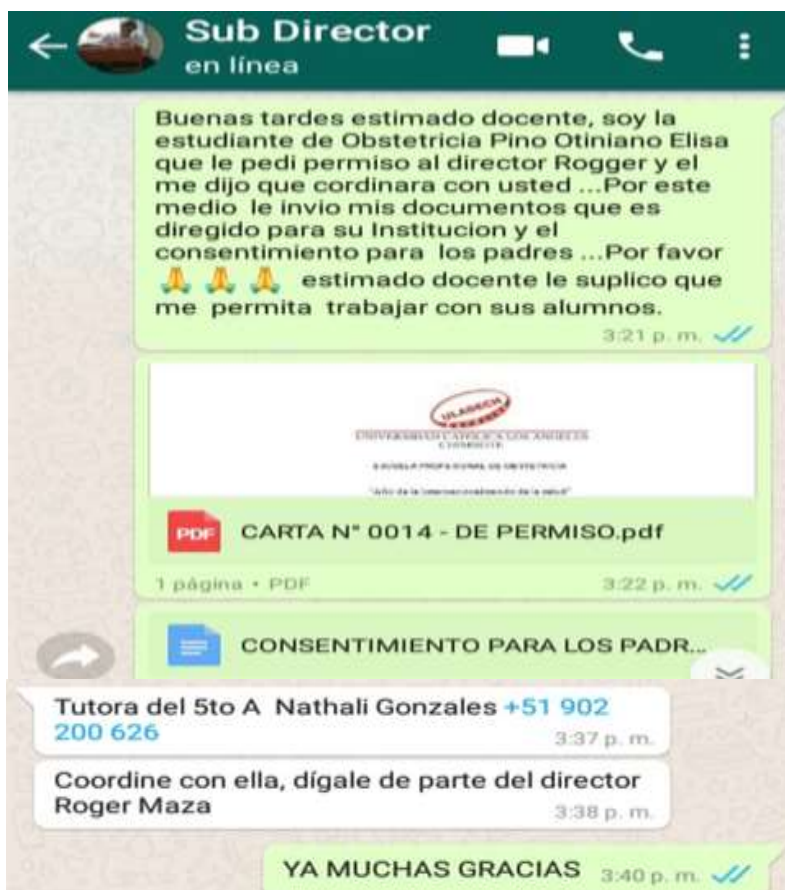 Sub Director
en línea
Buenas tardes estimado docente, soy la
estudiante de Obstetricia Pino Otiniano Elisa
que le pedi permiso al director Rogger y el
me dijo que cordinara con usted ...Por este
medio le invio mis documentos que es
diregido para su Institucion y el
consentimiento para los padres ...Por favor
🙏 🙏 🙏 estimado docente le suplico que
me permita trabajar con sus alumnos.
3:21 p. m.
ULADECH
UNIVERSIDAD CATÓLICA LOS ANGELES
CHIMBOTE
ESCUELA PROFESIONAL DE OBSTETRICIA
PDF
CARTA N° 0014 - DE PERMISO.pdf
1 página • PDF
3:22 p. m.
CONSENTIMIENTO PARA LOS PADR...
Tutora del 5to A Nathali Gonzales +51 902
200 626
3:37 p. m.
Coordine con ella, dígale de parte del director
Roger Maza
3:38 p. m.
YA MUCHAS GRACIAS 3:40 p. m.